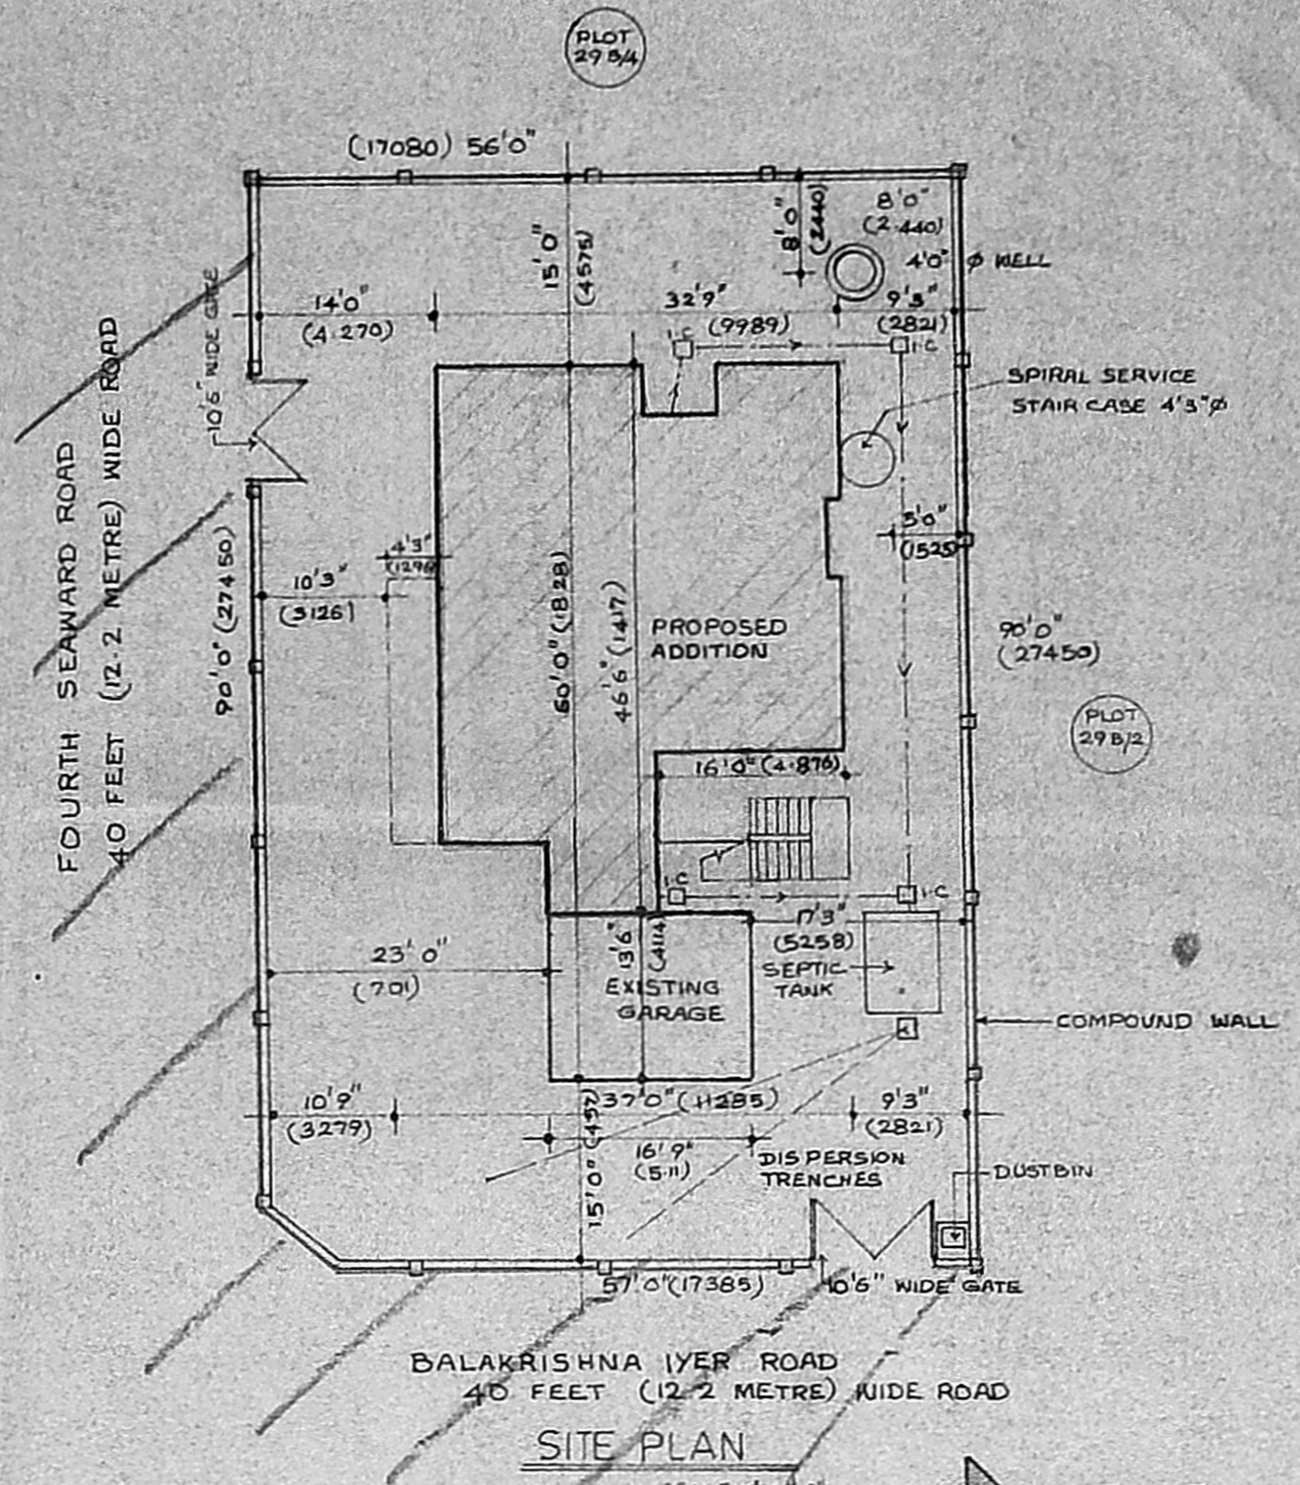 PLOT
29 B/4
(17080) 56'0"
15'0"
(4575)
8'0"
(2440)
8'0"
(2.440)
4'0" Ø WELL
14'0"
(4.270)
32'9"
(9989)
9'3"
(2821)
I.C
I.C
10'6" WIDE GATE
SPIRAL SERVICE
STAIR CASE 4'3"Ø
FOURTH SEAWARD ROAD
40 FEET (12.2 METRE) WIDE ROAD
90'0" (27450)
4'3"
(1296)
10'3"
(3126)
5'0"
(1525)
60'0" (1828)
46'6" (1417)
PROPOSED
ADDITION
90'0"
(27450)
PLOT
29 B/2
16'0" (4.876)
I.C
I.C
17'3"
(5258)
13'6"
(4114)
23'0"
(701)
SEPTIC
TANK
EXISTING
GARAGE
COMPOUND WALL
10'9"
(3279)
37'0" (11285)
9'3"
(2821)
15'0" (457)
16'9"
(5.11)
DISPERSION
TRENCHES
DUSTBIN
57'0" (17385)
10'6" WIDE GATE
BALAKRISHNA IYER ROAD
40 FEET (12.2 METRE) WIDE ROAD
SITE PLAN